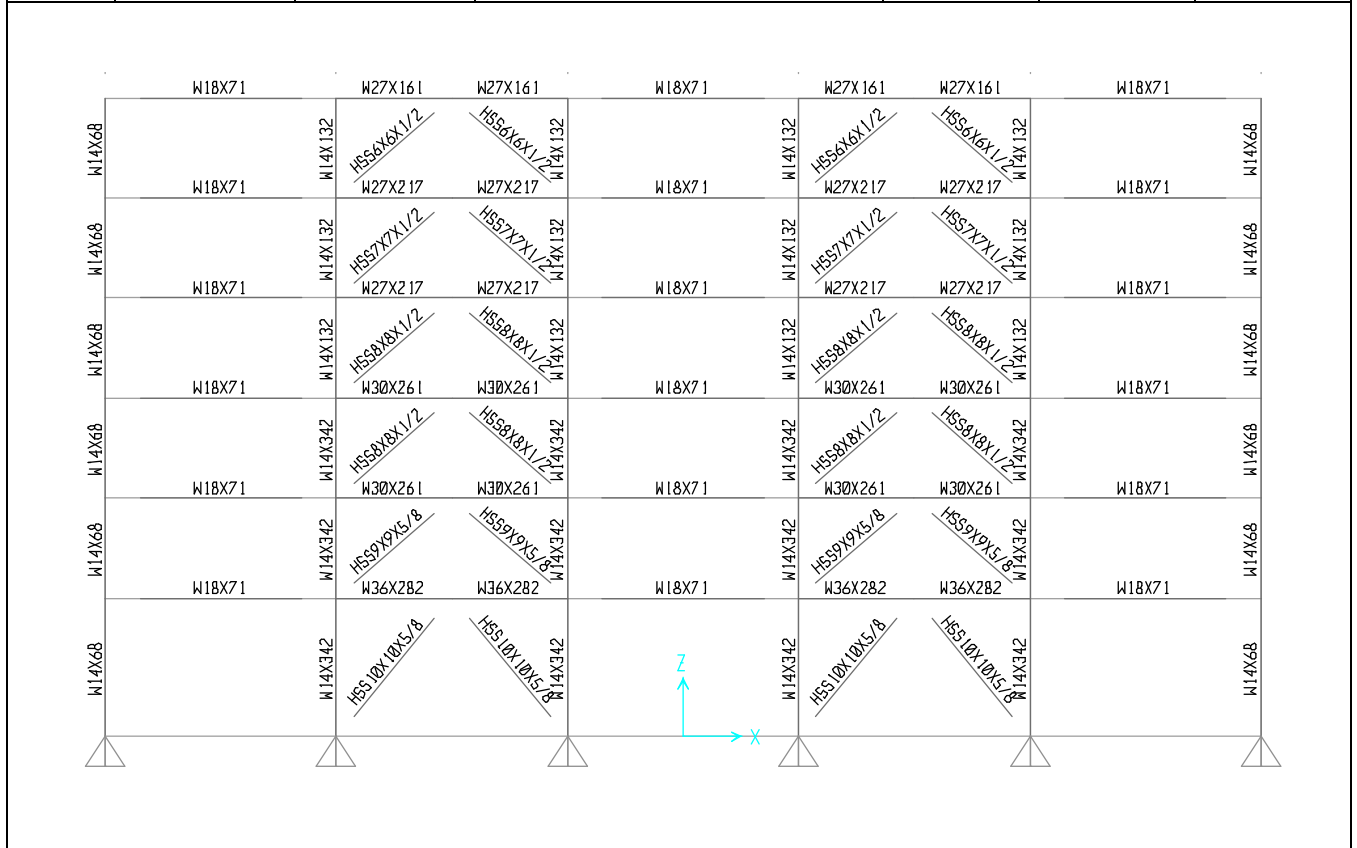 W18X71 W27X161 W27X161 W18X71 W27X161 W27X161 W18X71
W14X68 W14X132 HSS6X6X1/2 HSS6X6X1/2 W14X132 W14X132 HSS6X6X1/2 HSS6X6X1/2 W14X132 W14X68
W18X71 W27X217 W27X217 W18X71 W27X217 W27X217 W18X71
W14X68 W14X132 HSS7X7X1/2 HSS7X7X1/2 W14X132 W14X132 HSS7X7X1/2 HSS7X7X1/2 W14X132 W14X68
W18X71 W27X217 W27X217 W18X71 W27X217 W27X217 W18X71
W14X68 W14X132 HSS8X8X1/2 HSS8X8X1/2 W14X132 W14X132 HSS8X8X1/2 HSS8X8X1/2 W14X132 W14X68
W18X71 W30X261 W30X261 W18X71 W30X261 W30X261 W18X71
W14X68 W14X342 HSS8X8X1/2 HSS8X8X1/2 W14X342 W14X342 HSS8X8X1/2 HSS8X8X1/2 W14X342 W14X68
W18X71 W30X261 W30X261 W18X71 W30X261 W30X261 W18X71
W14X68 W14X342 HSS9X9X5/8 HSS9X9X5/8 W14X342 W14X342 HSS9X9X5/8 HSS9X9X5/8 W14X342 W14X68
W18X71 W36X282 W36X282 W18X71 W36X282 W36X282 W18X71
W14X68 W14X342 HSS10X10X5/8 HSS10X10X5/8 W14X342 W14X342 HSS10X10X5/8 HSS10X10X5/8 W14X342 W14X68
Z
X